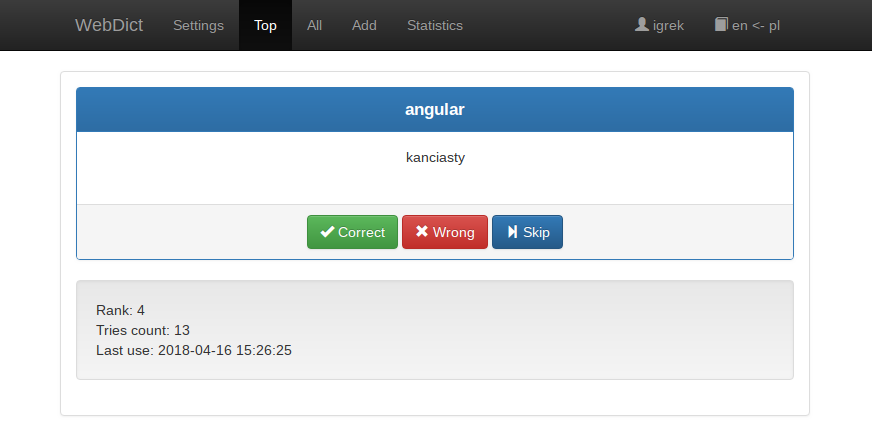 WebDict Settings Top All Add Statistics igrek en <- pl
angular
kanciasty
Correct Wrong Skip
Rank: 4
Tries count: 13
Last use: 2018-04-16 15:26:25